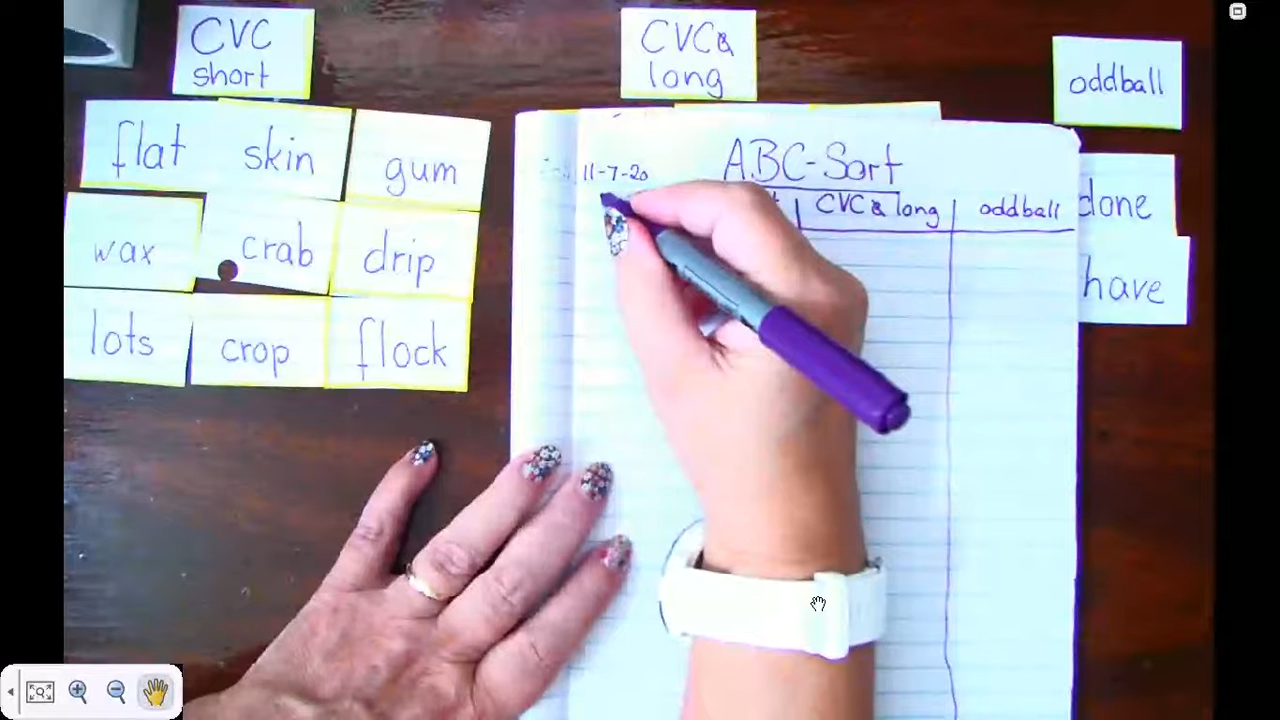 CVC
short
CVCe
long
oddball
flat
skin
gum
wax
crab
drip
lots
crop
flock
11-7-20
ABC-Sort
CVCe long
oddball
done
have